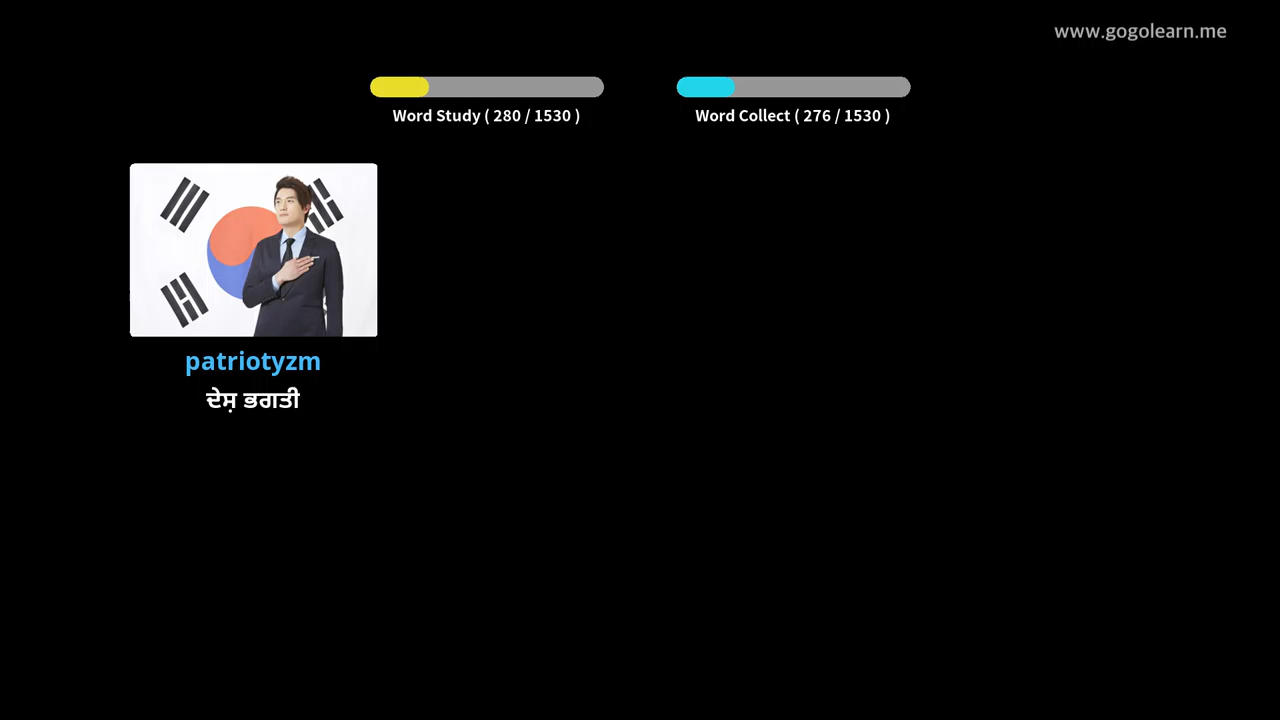 www.gogolearn.me
Word Study ( 280 / 1530 )
Word Collect ( 276 / 1530 )
patriotyzm
ਦੇਸ਼ ਭਗਤੀ